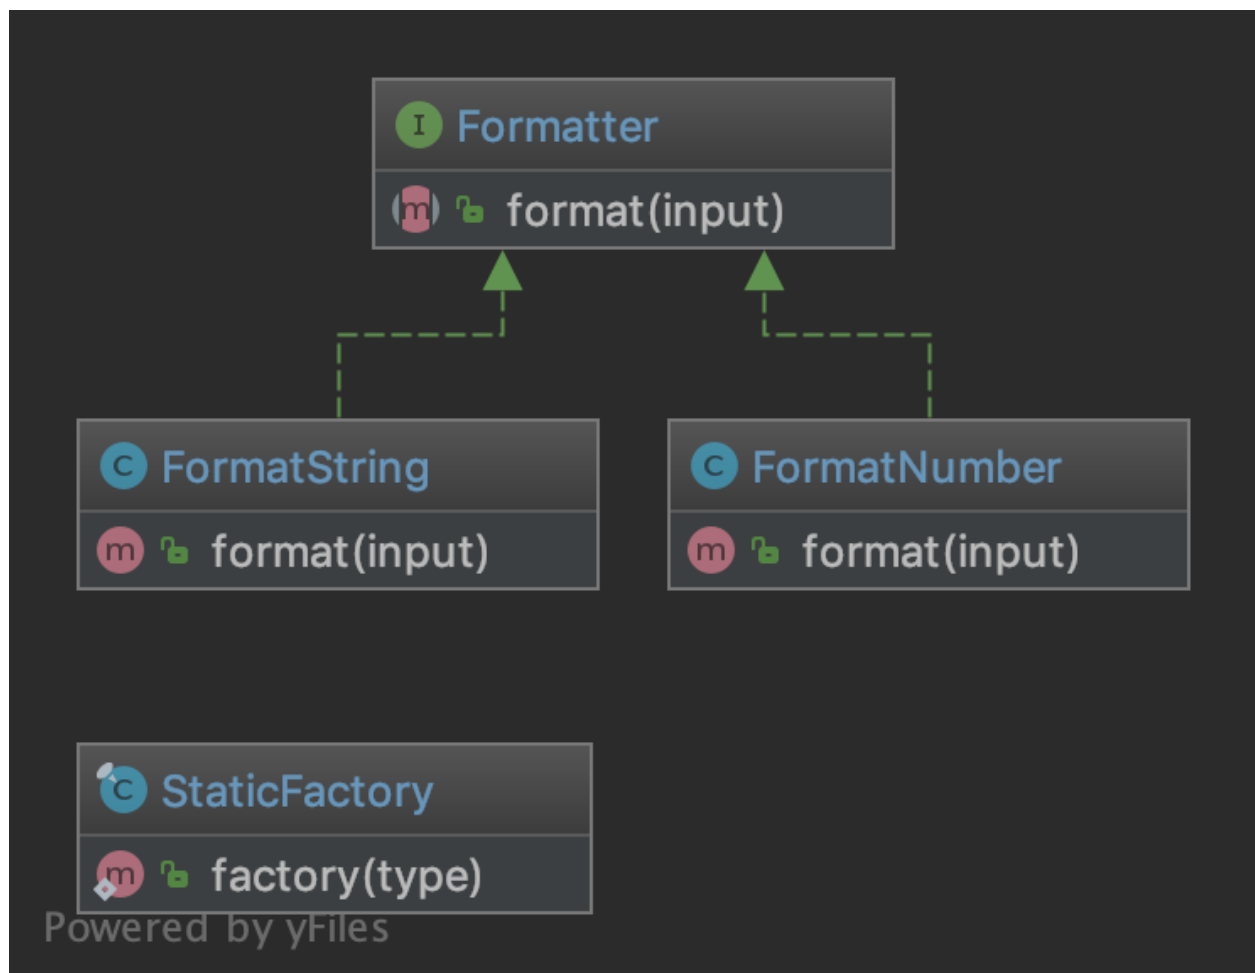 I Formatter
m format(input)
C FormatString
m format(input)
C FormatNumber
m format(input)
C StaticFactory
m factory(type)
Powered by yFiles